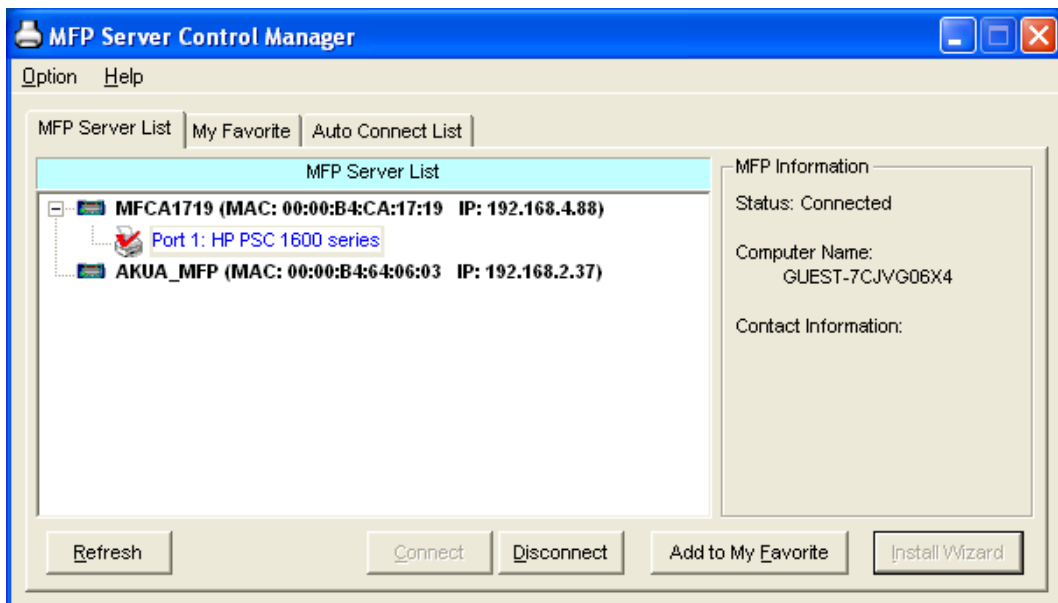 MFP Server Control Manager
Option Help
MFP Server List My Favorite Auto Connect List
MFP Server List
MFCA1719 (MAC: 00:00:B4:CA:17:19 IP: 192.168.4.88)
Port 1: HP PSC 1600 series
AKUA_MFP (MAC: 00:00:B4:64:06:03 IP: 192.168.2.37)
MFP Information
Status: Connected
Computer Name:
GUEST-7CJVG06X4
Contact Information:
Refresh Connect Disconnect Add to My Favorite Install Wizard